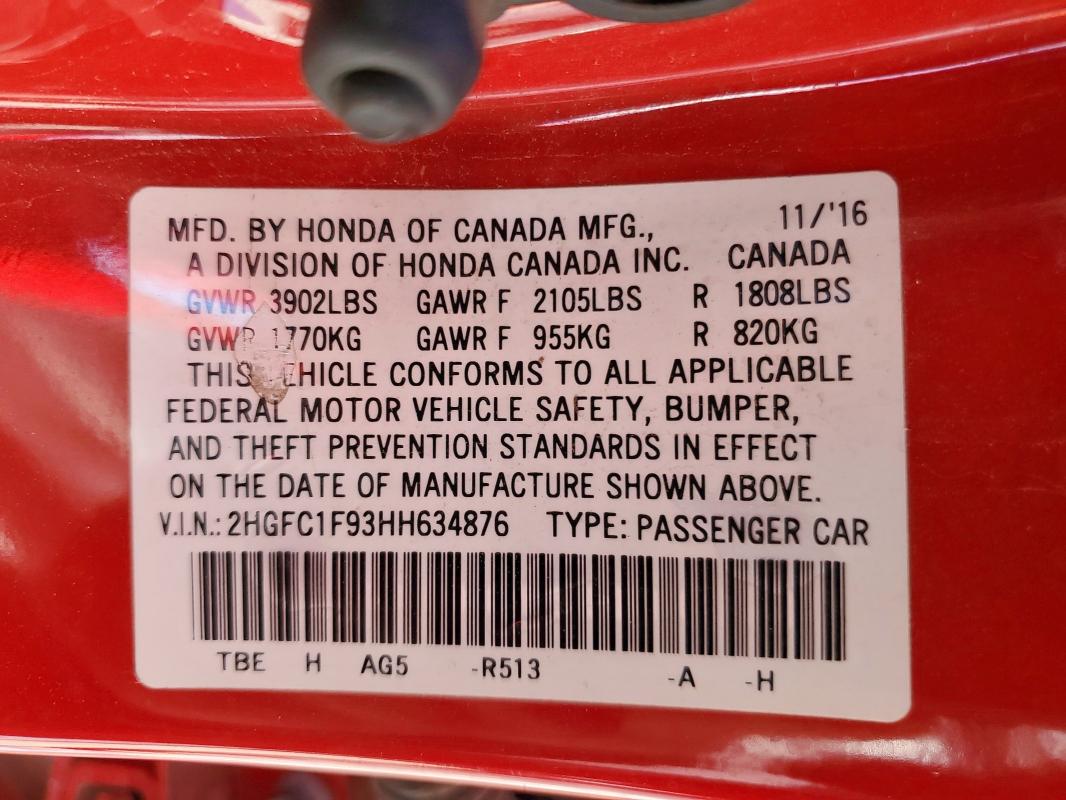 MFD. BY HONDA OF CANADA MFG., 11/'16
A DIVISION OF HONDA CANADA INC. CANADA
GVWR 3902LBS GAWR F 2105LBS R 1808LBS
GVWR 1770KG GAWR F 955KG R 820KG
THIS VEHICLE CONFORMS TO ALL APPLICABLE
FEDERAL MOTOR VEHICLE SAFETY, BUMPER,
AND THEFT PREVENTION STANDARDS IN EFFECT
ON THE DATE OF MANUFACTURE SHOWN ABOVE.
V.I.N.: 2HGFC1F93HH634876 TYPE: PASSENGER CAR
TBE H AG5 -R513 -A -H